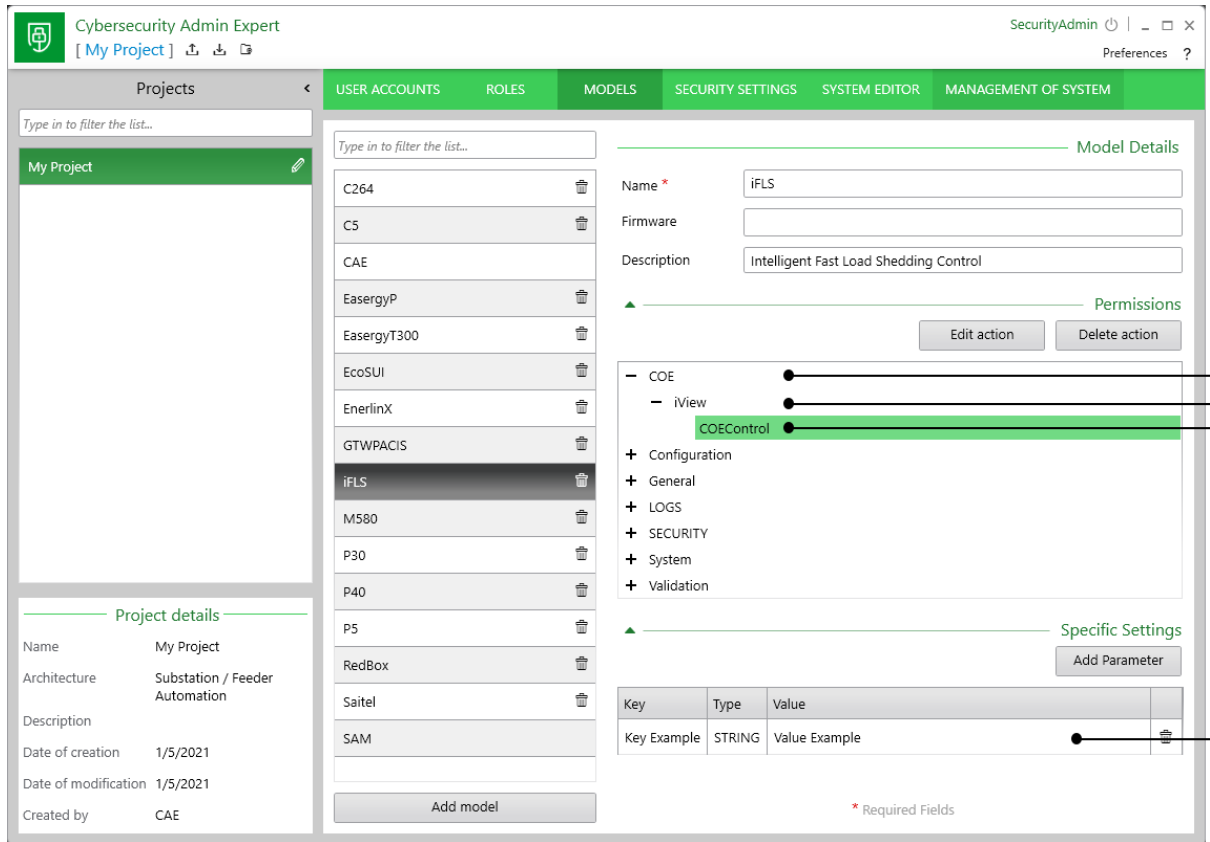 Cybersecurity Admin Expert
[ My Project ]
SecurityAdmin
Preferences ?
Projects
Type in to filter the list...
My Project
Project details
Name My Project
Architecture Substation / Feeder
Automation
Description
Date of creation 1/5/2021
Date of modification 1/5/2021
Created by CAE
USER ACCOUNTS ROLES MODELS SECURITY SETTINGS SYSTEM EDITOR MANAGEMENT OF SYSTEM
Type in to filter the list...
C264
C5
CAE
EasergyP
EasergyT300
EcoSUI
EnerlinX
GTWPACIS
iFLS
M580
P30
P40
P5
RedBox
Saitel
SAM
Add model
Model Details
Name * iFLS
Firmware
Description Intelligent Fast Load Shedding Control
Permissions
Edit action Delete action
COE
iView
COEControl
Configuration
General
LOGS
SECURITY
System
Validation
Specific Settings
Add Parameter
Key Type Value
Key Example STRING Value Example
* Required Fields